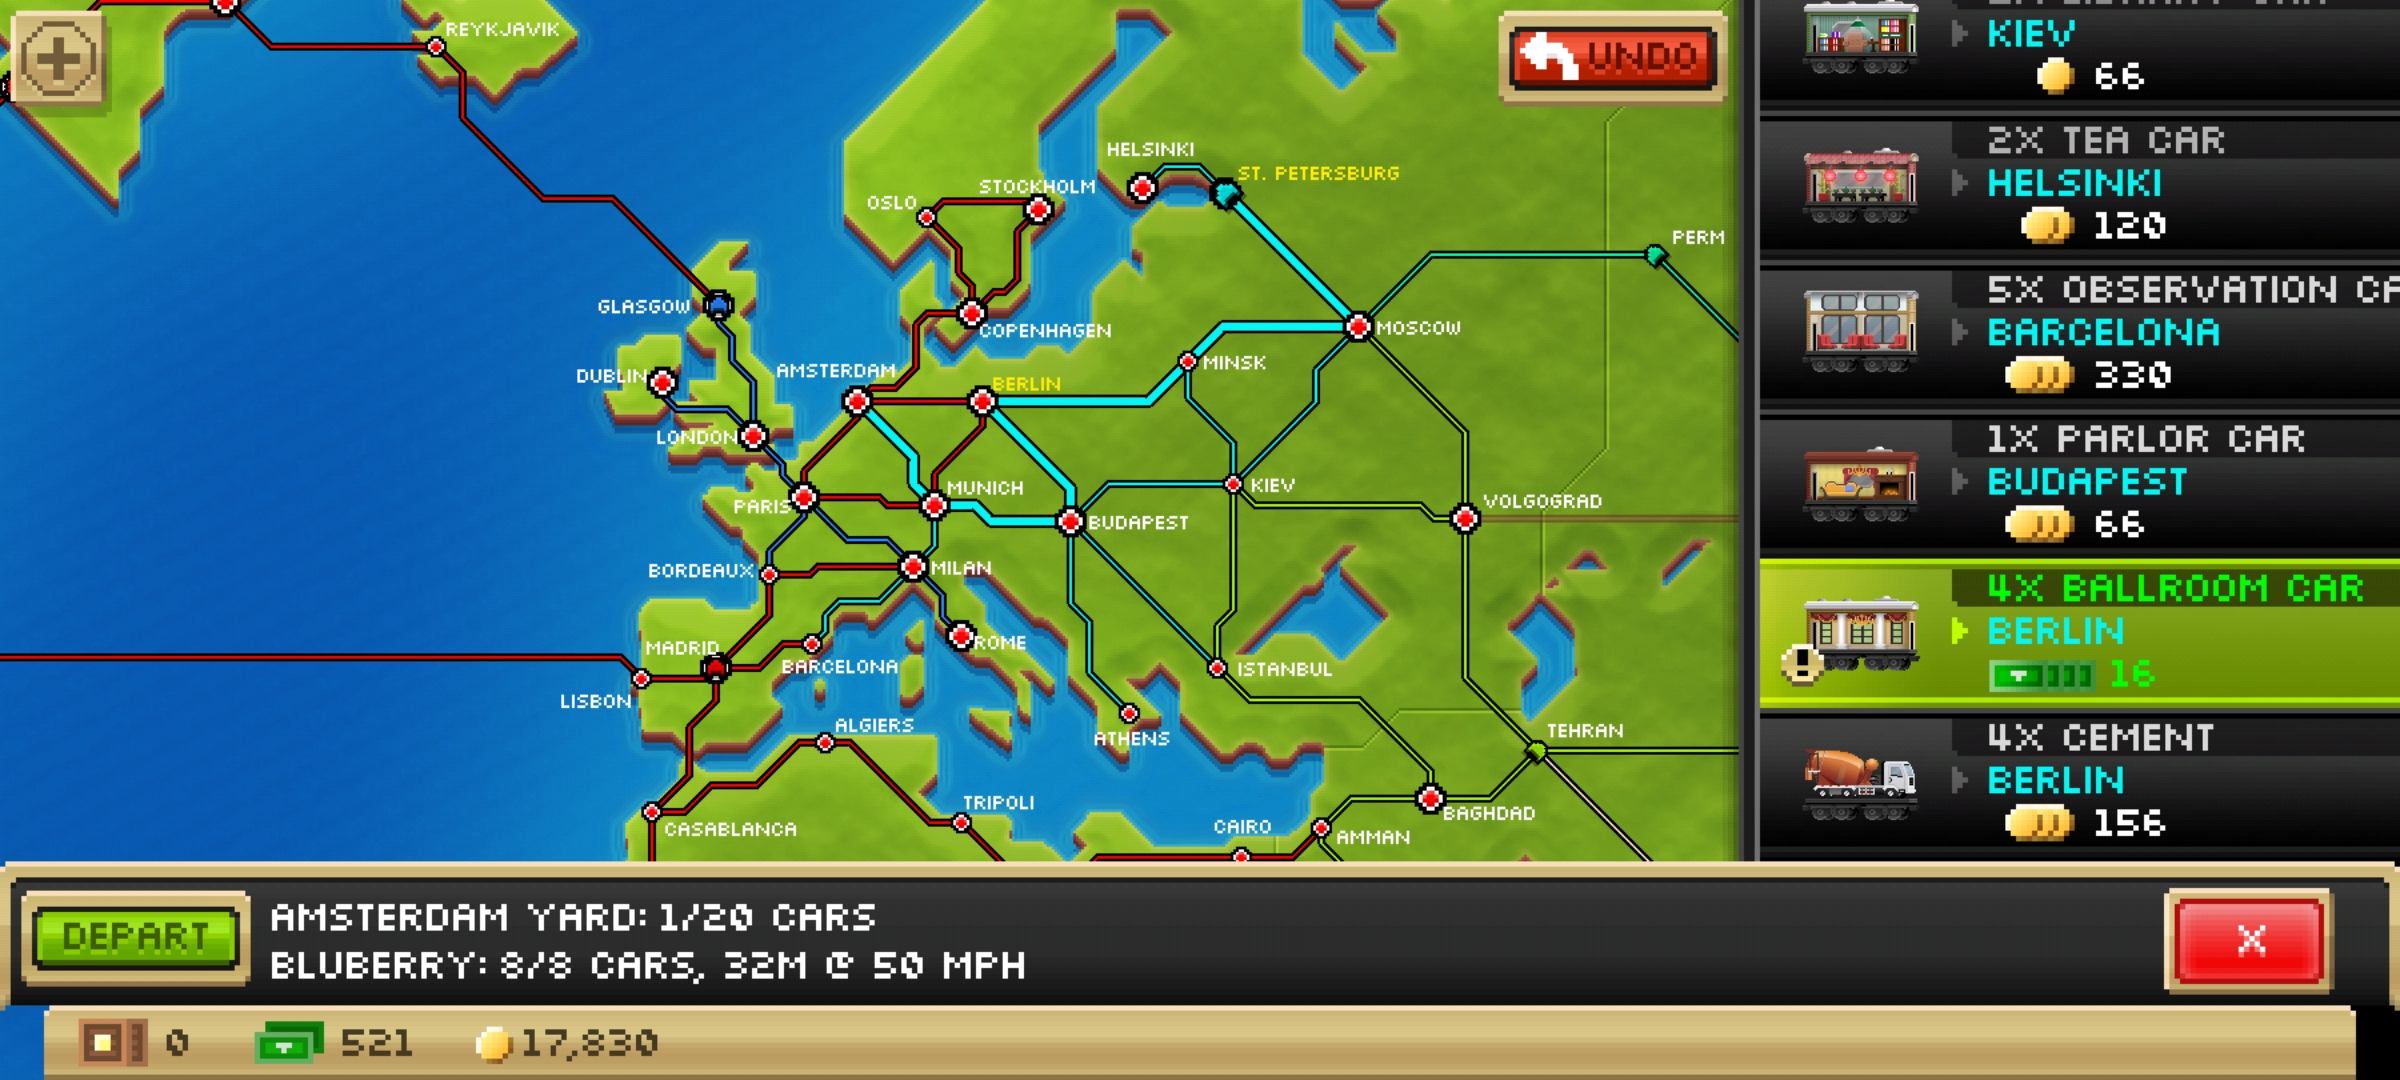 REYKJAVIK
UNDO
KIEV
66
HELSINKI
ST. PETERSBURG
2X TEA CAR
HELSINKI
120
STOCKHOLM
OSLO
PERM
GLASGOW
COPENHAGEN
MOSCOW
5X OBSERVATION CA
BARCELONA
330
AMSTERDAM
MINSK
DUBLIN
BERLIN
LONDON
1X PARLOR CAR
BUDAPEST
66
MUNICH
KIEV
VOLGOGRAD
PARIS
BUDAPEST
BORDEAUX
MILAN
4X BALLROOM CAR
BERLIN
16
MADRID
ROME
BARCELONA
ISTANBUL
LISBON
ALGIERS
ATHENS
TEHRAN
4X CEMENT
BERLIN
156
TRIPOLI
CASABLANCA
CAIRO
AMMAN
BAGHDAD
DEPART
AMSTERDAM YARD: 1/20 CARS
BLUBERRY: 8/8 CARS, 32M @ 50 MPH
X
0
521
17,830